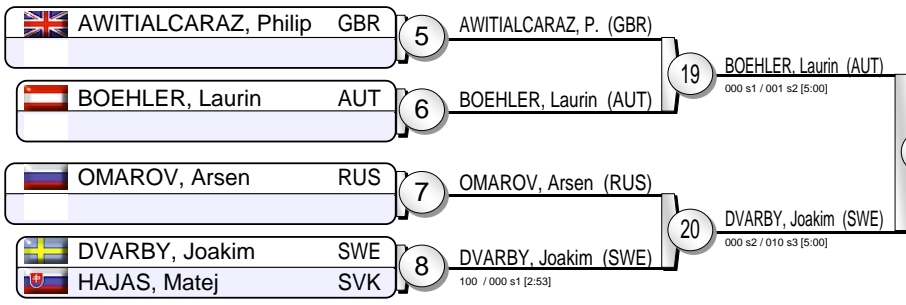 AWITIALCARAZ, Philip GBR
5
AWITIALCARAZ, P. (GBR)
19
BOEHLER, Laurin (AUT)
000 s1 / 001 s2 [5:00]
BOEHLER, Laurin AUT
6
BOEHLER, Laurin (AUT)
OMAROV, Arsen RUS
7
OMAROV, Arsen (RUS)
20
DVARBY, Joakim (SWE)
000 s2 / 010 s3 [5:00]
DVARBY, Joakim SWE
8
DVARBY, Joakim (SWE)
100 / 000 s1 [2:53]
HAJAS, Matej SVK